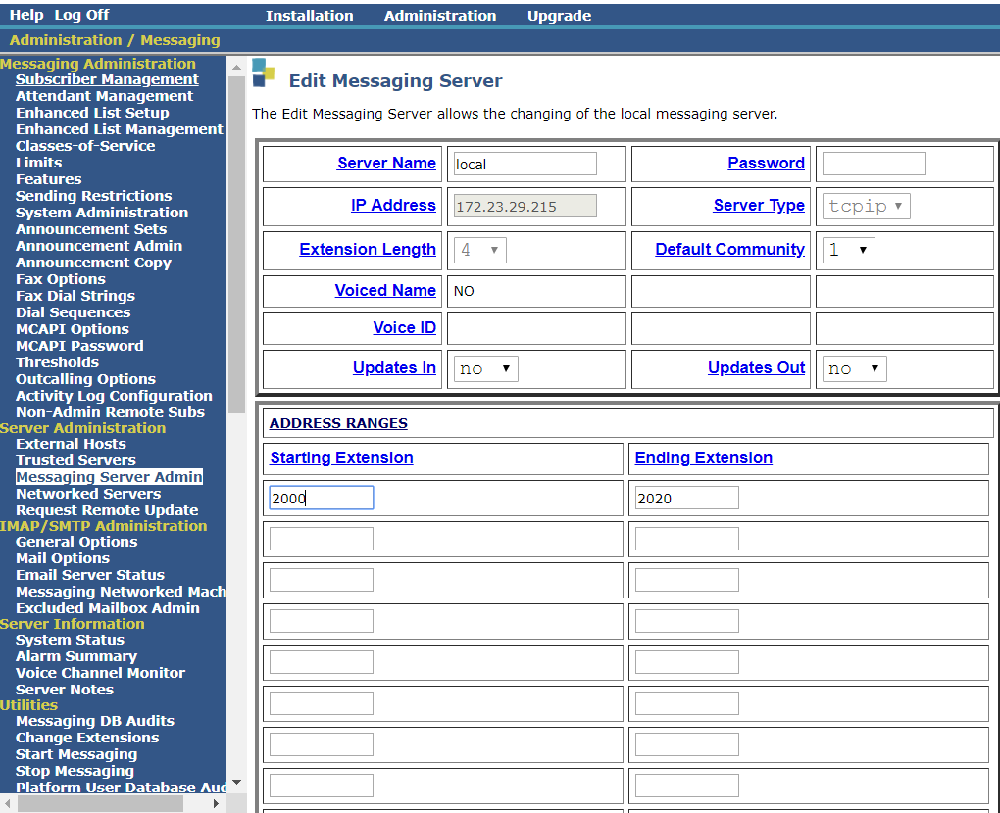 Help Log Off Installation Administration Upgrade
Administration / Messaging
Messaging Administration
Subscriber Management
Attendant Management
Enhanced List Setup
Enhanced List Management
Classes-of-Service
Limits
Features
Sending Restrictions
System Administration
Announcement Sets
Announcement Admin
Announcement Copy
Fax Options
Fax Dial Strings
Dial Sequences
MCAPI Options
MCAPI Password
Thresholds
Outcalling Options
Activity Log Configuration
Non-Admin Remote Subs
Server Administration
External Hosts
Trusted Servers
Messaging Server Admin
Networked Servers
Request Remote Update
IMAP/SMTP Administration
General Options
Mail Options
Email Server Status
Messaging Networked Mach
Excluded Mailbox Admin
Server Information
System Status
Alarm Summary
Voice Channel Monitor
Server Notes
Utilities
Messaging DB Audits
Change Extensions
Start Messaging
Stop Messaging
Platform User Database Aud
Edit Messaging Server
The Edit Messaging Server allows the changing of the local messaging server.
Server Name local Password
IP Address 172.23.29.215 Server Type tcpip
Extension Length 4 Default Community 1
Voiced Name NO
Voice ID
Updates In no Updates Out no
ADDRESS RANGES
Starting Extension Ending Extension
2000 2020